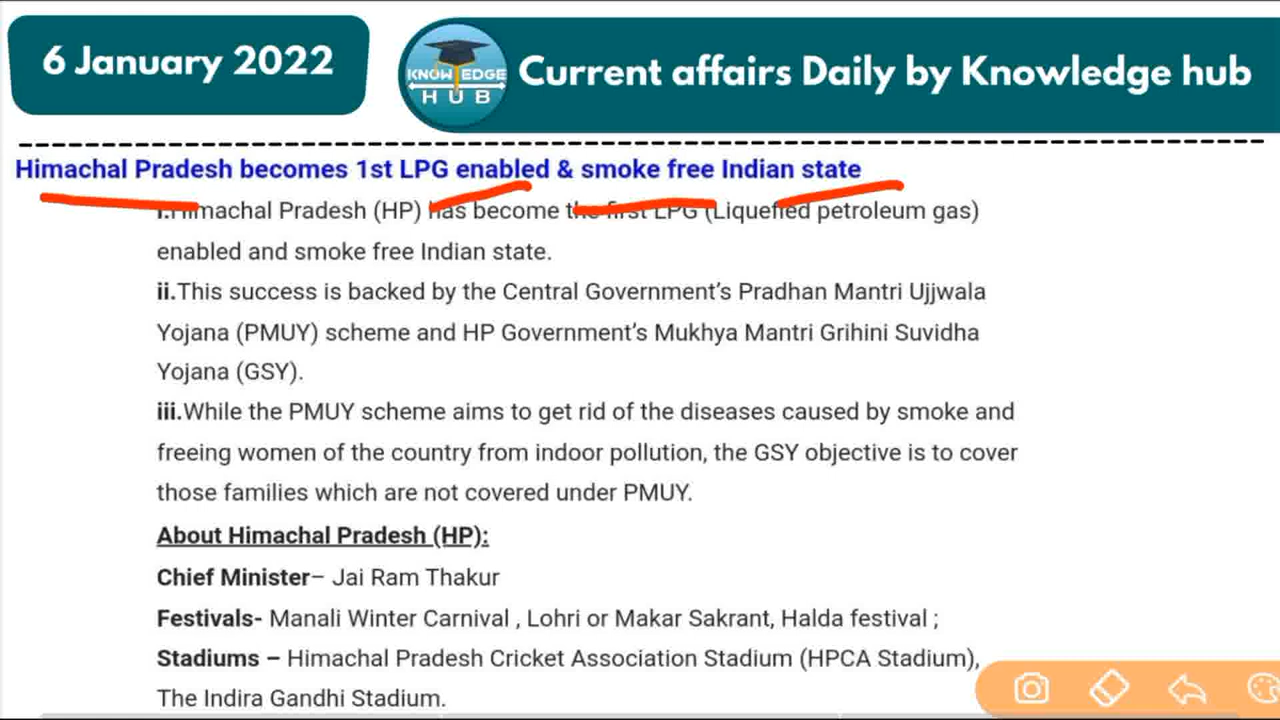 6 January 2022
KNOWLEDGE
HUB
Current affairs Daily by Knowledge hub
Himachal Pradesh becomes 1st LPG enabled & smoke free Indian state
i.Himachal Pradesh (HP) has become the first LPG (Liquefied petroleum gas)
enabled and smoke free Indian state.
ii.This success is backed by the Central Government’s Pradhan Mantri Ujjwala
Yojana (PMUY) scheme and HP Government’s Mukhya Mantri Grihini Suvidha
Yojana (GSY).
iii.While the PMUY scheme aims to get rid of the diseases caused by smoke and
freeing women of the country from indoor pollution, the GSY objective is to cover
those families which are not covered under PMUY.
About Himachal Pradesh (HP):
Chief Minister– Jai Ram Thakur
Festivals- Manali Winter Carnival , Lohri or Makar Sakrant, Halda festival ;
Stadiums – Himachal Pradesh Cricket Association Stadium (HPCA Stadium),
The Indira Gandhi Stadium.